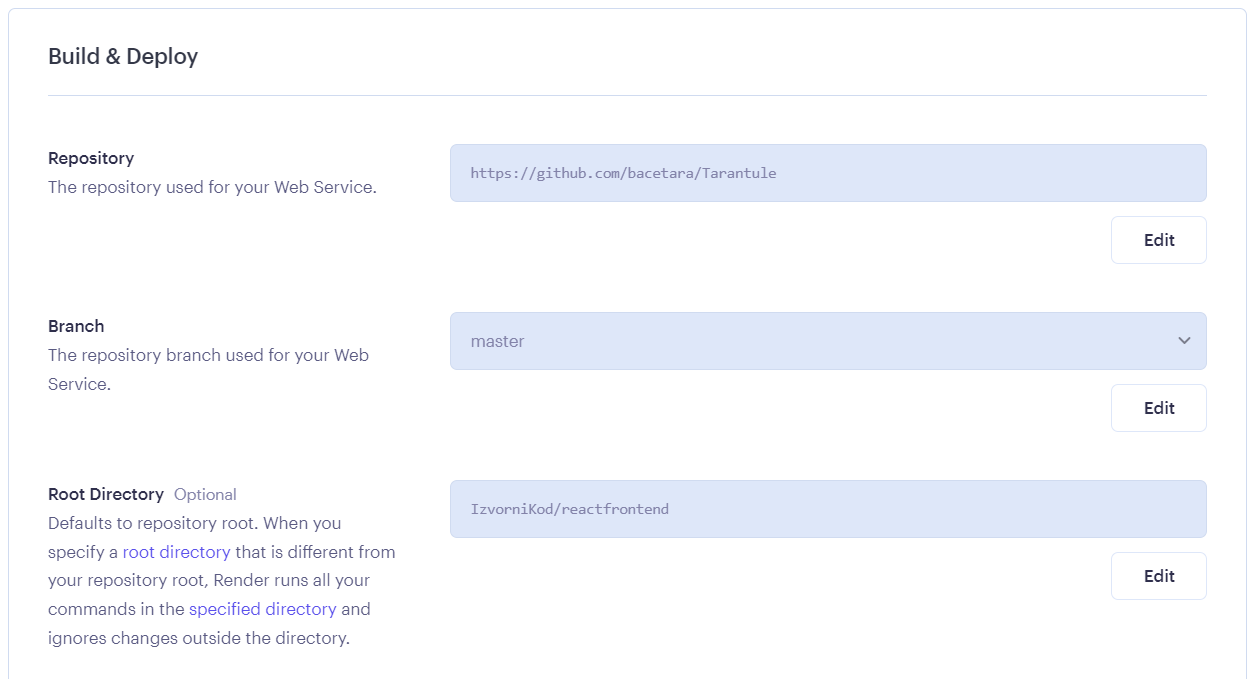 Build & Deploy
Repository
The repository used for your Web Service.
https://github.com/bacetara/Tarantule
Edit
Branch
The repository branch used for your Web
Service.
master
Edit
Root Directory Optional
Defaults to repository root. When you
specify a root directory that is different from
your repository root, Render runs all your
commands in the specified directory and
ignores changes outside the directory.
IzvorniKod/reactfrontend
Edit